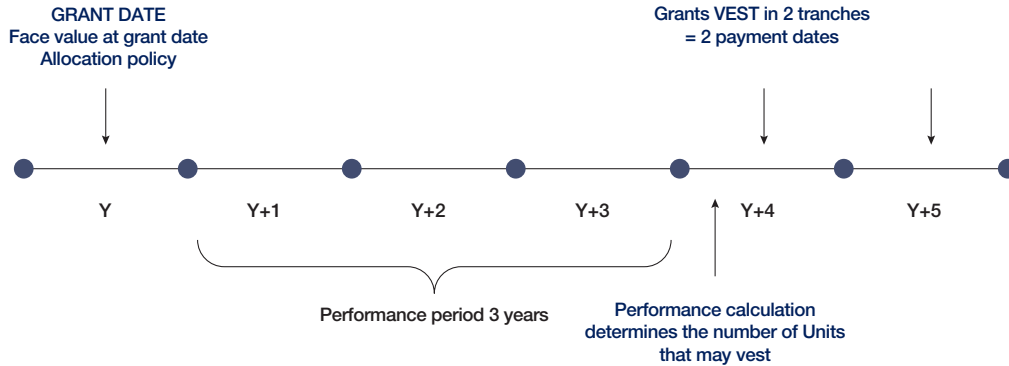 GRANT DATE
Face value at grant date
Allocation policy
Grants VEST in 2 tranches
= 2 payment dates
Y
Y+1
Y+2
Y+3
Y+4
Y+5
Performance period 3 years
Performance calculation
determines the number of Units
that may vest